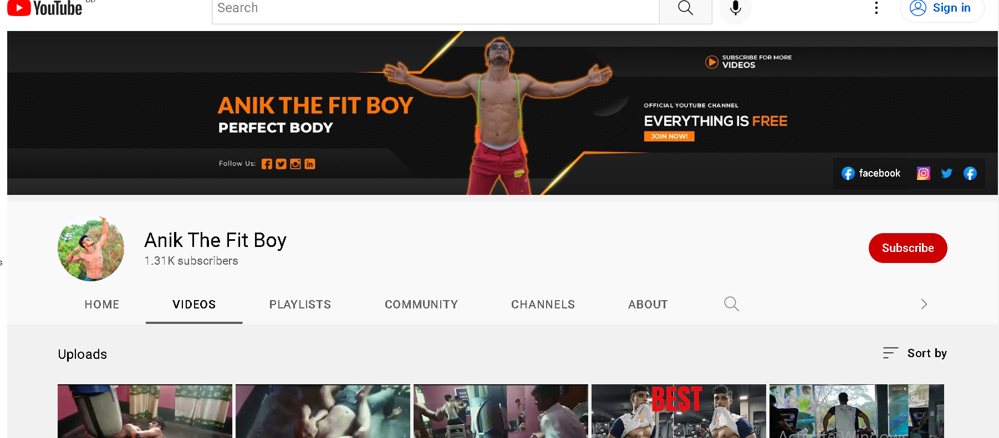 YouTube BD
Search
Sign in
SUBSCRIBE FOR MORE
VIDEOS
ANIK THE FIT BOY
PERFECT BODY
OFFICIAL YOUTUBE CHANNEL
EVERYTHING IS FREE
JOIN NOW!
Follow Us:
facebook
Anik The Fit Boy
1.31K subscribers
Subscribe
s
HOME
VIDEOS
PLAYLISTS
COMMUNITY
CHANNELS
ABOUT
Uploads
Sort by
BEST
Activate Windows